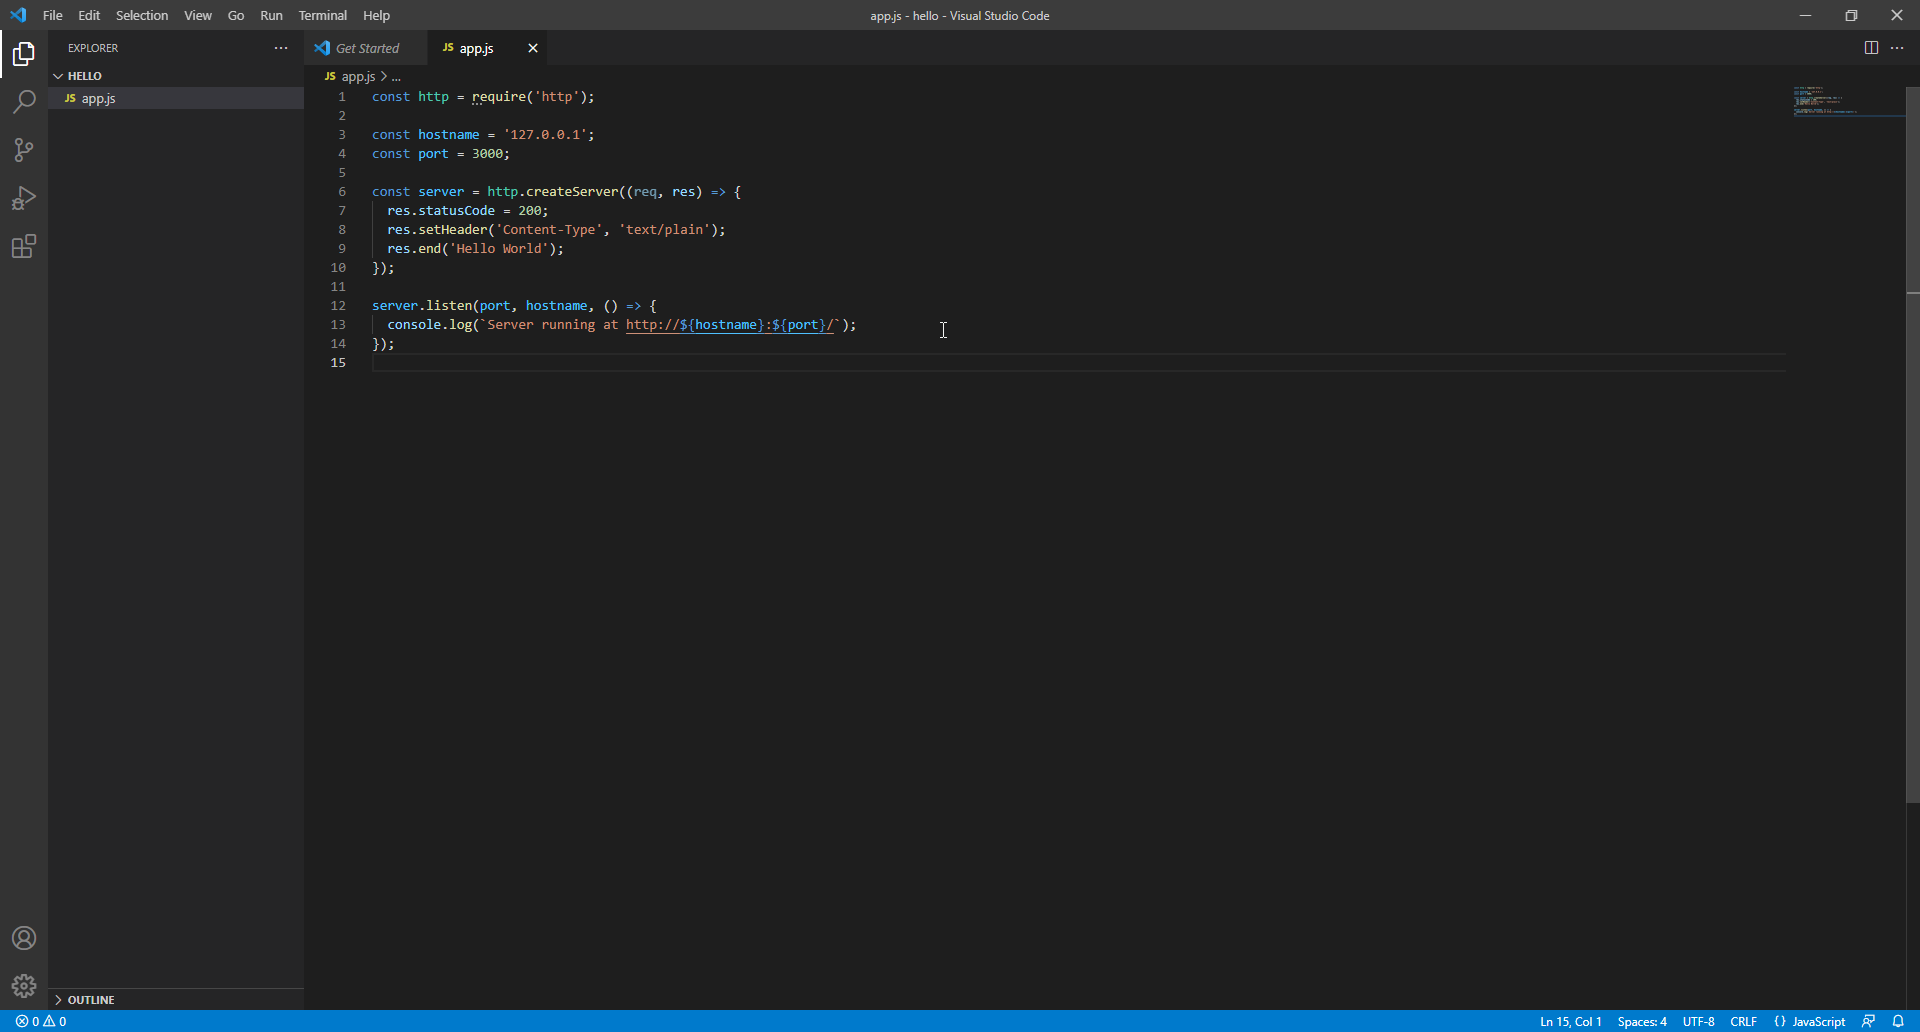 File Edit Selection View Go Run Terminal Help
app.js - hello - Visual Studio Code
EXPLORER
HELLO
JS app.js
Get Started
JS app.js
JS app.js > ...
1 const http = require('http');
2
3 const hostname = '127.0.0.1';
4 const port = 3000;
5
6 const server = http.createServer((req, res) => {
7 res.statusCode = 200;
8 res.setHeader('Content-Type', 'text/plain');
9 res.end('Hello World');
10 });
11
12 server.listen(port, hostname, () => {
13 console.log(`Server running at http://${hostname}:${port}/`);
14 });
15
OUTLINE
0 0
Ln 15, Col 1 Spaces: 4 UTF-8 CRLF {} JavaScript